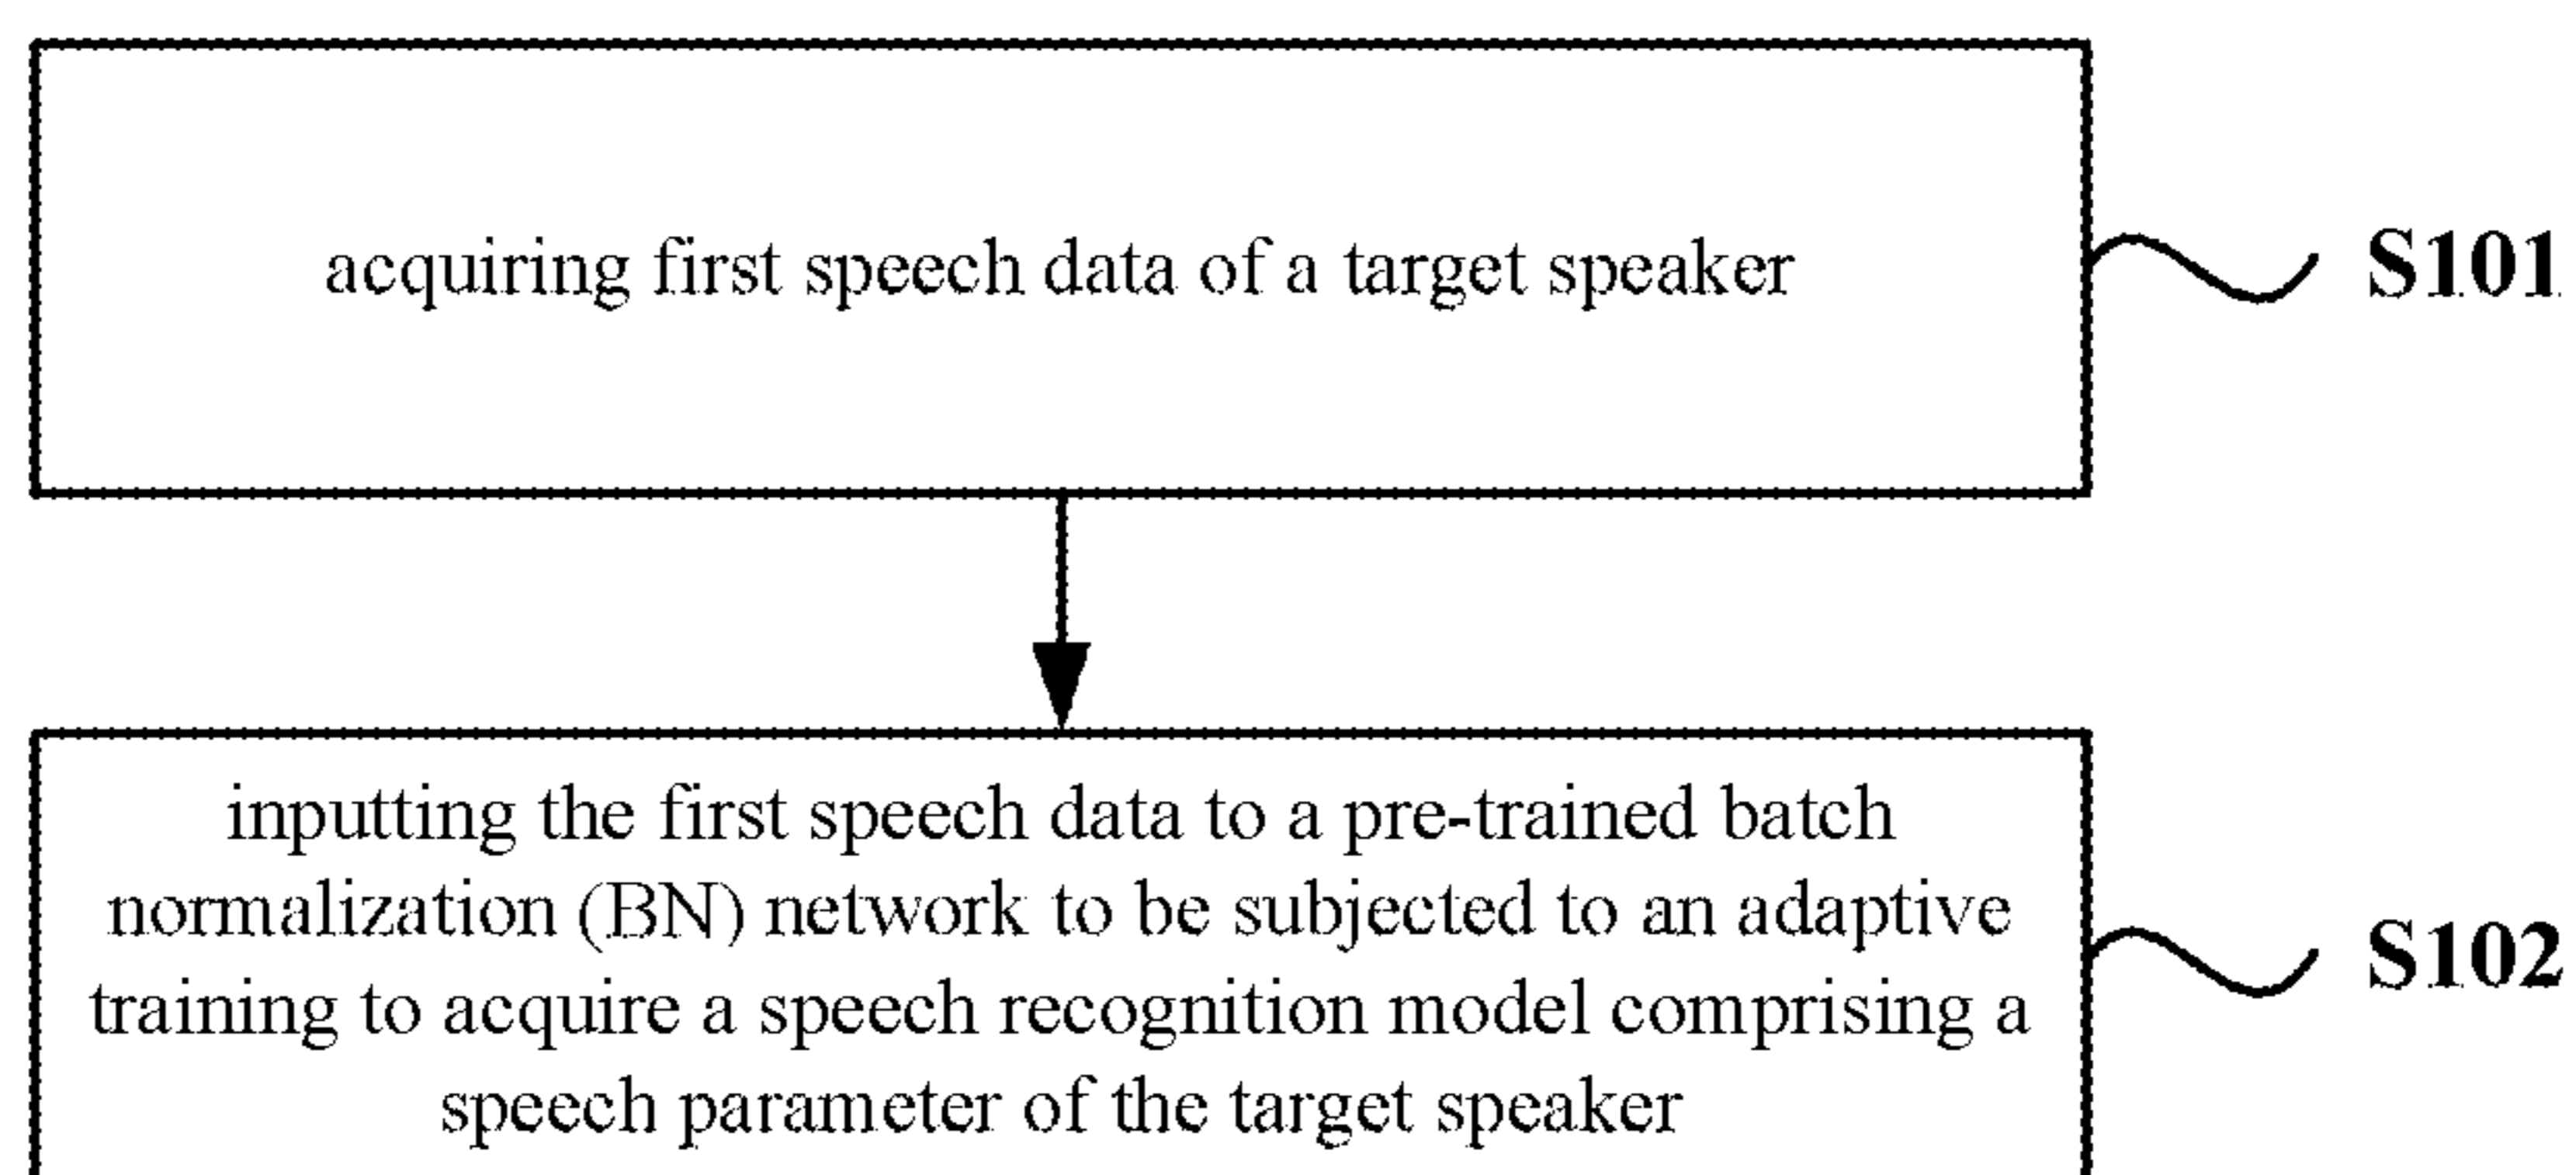 acquiring first speech data of a target speaker
S101
inputting the first speech data to a pre-trained batch
normalization (BN) network to be subjected to an adaptive
training to acquire a speech recognition model comprising a
speech parameter of the target speaker
S102